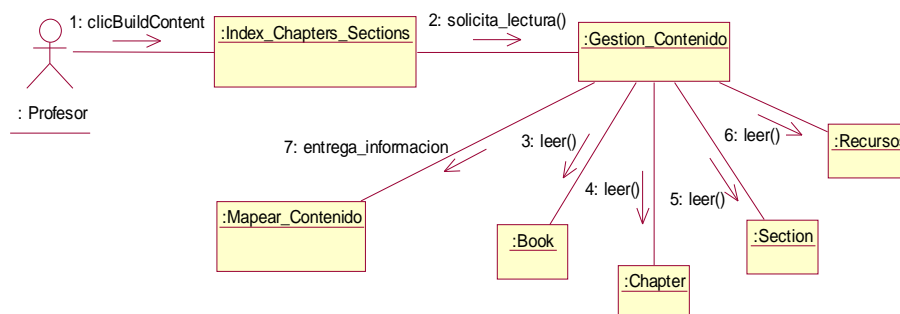 1: clicBuildContent
:Index_Chapters_Sections
2: solicita_lectura()
:Gestion_Contenido
: Profesor
7: entrega_informacion
3: leer()
4: leer()
5: leer()
6: leer()
:Recursos
:Mapear_Contenido
:Book
:Chapter
:Section